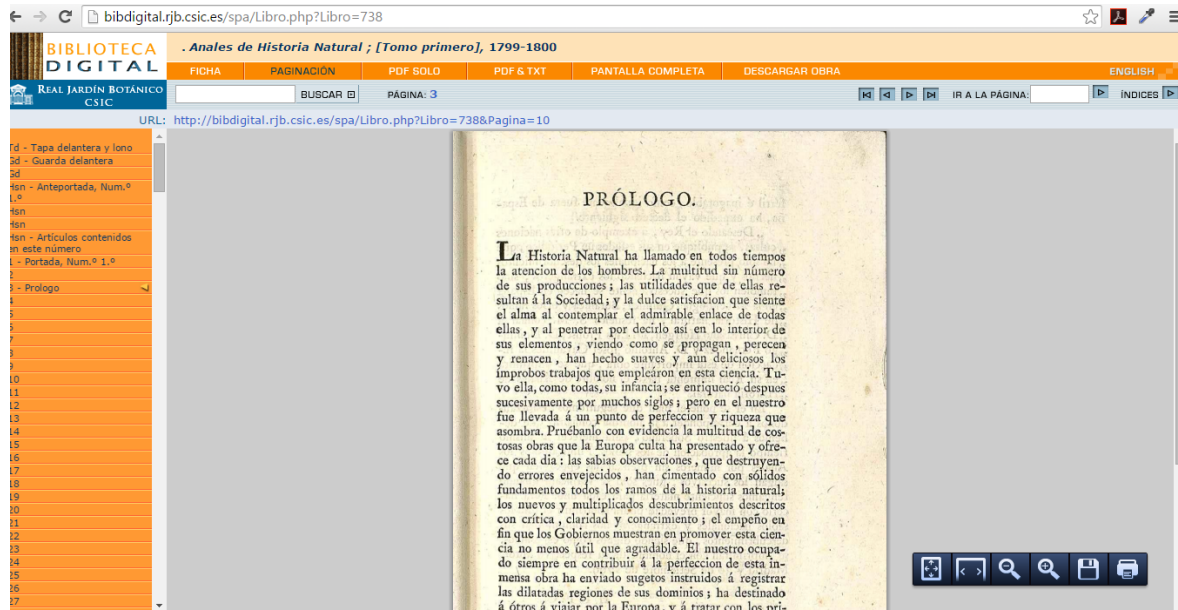 bibdigital.rjb.csic.es/spa/Libro.php?Libro=738
BIBLIOTECA
DIGITAL
REAL JARDÍN BOTÁNICO
CSIC
. Anales de Historia Natural ; [Tomo primero], 1799-1800
FICHA PAGINACIÓN PDF SOLO PDF & TXT PANTALLA COMPLETA DESCARGAR OBRA ENGLISH
BUSCAR PÁGINA: 3 IR A LA PÁGINA: ÍNDICES
URL: http://bibdigital.rjb.csic.es/spa/Libro.php?Libro=738&Pagina=10
Td - Tapa delantera y lono
Gd - Guarda delantera
Gd
Hsn - Anteportada, Num.º
1.º
Hsn
Hsn
Hsn - Artículos contenidos
en este número
1 - Portada, Num.º 1.º
2
3 - Prologo
4
5
6
7
8
9
10
11
12
13
14
15
16
17
18
19
20
21
22
23
24
25
26
27
PRÓLOGO.
La Historia Natural ha llamado en todos tiempos
la atencion de los hombres. La multitud sin número
de sus producciones ; las utilidades que de ellas re-
sultan á la Sociedad ; y la dulce satisfacion que siente
el alma al contemplar el admirable enlace de todas
ellas , y al penetrar por decirlo así en lo interior de
sus elementos , viendo como se propagan , perecen
y renacen , han hecho suaves y aun deliciosos los
ímprobos trabajos que empleáron en esta ciencia. Tu-
vo ella, como todas, su infancia ; se enriqueció despues
sucesivamente por muchos siglos ; pero en el nuestro
fue llevada á un punto de perfeccion y riqueza que
asombra. Pruébanlo con evidencia la multitud de cos-
tosas obras que la Europa culta ha presentado y ofre-
ce cada dia : las sabias observaciones , que destruyen-
do errores envejecidos , han cimentado con sólidos
fundamentos todos los ramos de la historia natural;
los nuevos y multiplicados descubrimientos descritos
con crítica , claridad y conocimiento ; el empeño en
fin que los Gobiernos muestran en promover esta cien-
cia no menos útil que agradable. El nuestro ocupa-
do siempre en contribuir á la perfeccion de esta in-
mensa obra ha enviado sugetos instruidos á registrar
las dilatadas regiones de sus dominios ; ha destinado
á ótros á viajar por la Europa, y á tratar con los pri-